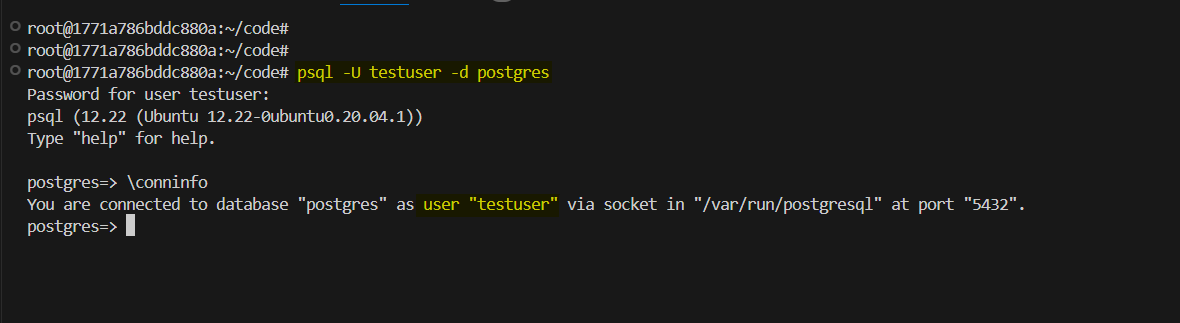 root@1771a786bddc880a:~/code#
root@1771a786bddc880a:~/code#
root@1771a786bddc880a:~/code# psql -U testuser -d postgres
Password for user testuser:
psql (12.22 (Ubuntu 12.22-0ubuntu0.20.04.1))
Type "help" for help.
postgres=> \conninfo
You are connected to database "postgres" as user "testuser" via socket in "/var/run/postgresql" at port "5432".
postgres=>